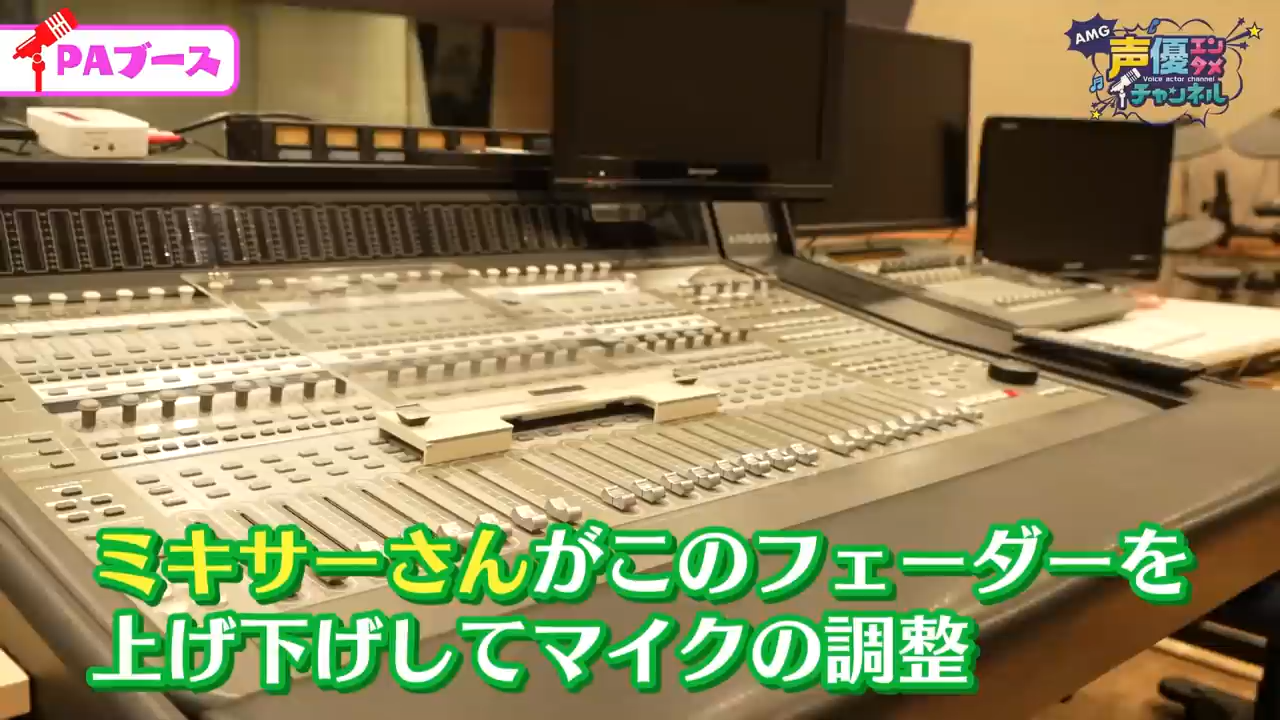 PAブース
AMG
声優エンタメ
Voice actor channel
チャンネル
ミキサーさんがこのフェーダーを
上げ下げしてマイクの調整